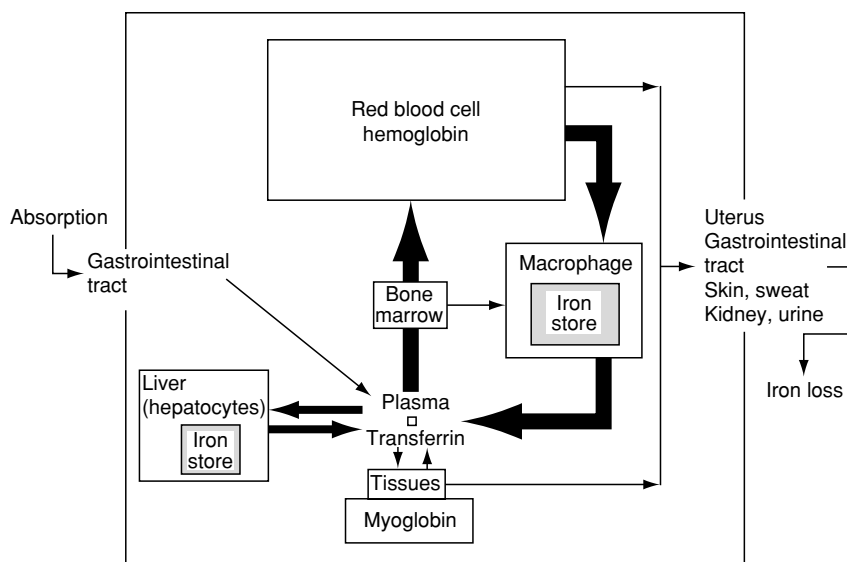 Red blood cell
hemoglobin
Absorption
Gastrointestinal
tract
Bone
marrow
Macrophage
Iron
store
Uterus
Gastrointestinal
tract
Skin, sweat
Kidney, urine
Iron loss
Liver
(hepatocytes)
Iron
store
Plasma
Transferrin
Tissues
Myoglobin